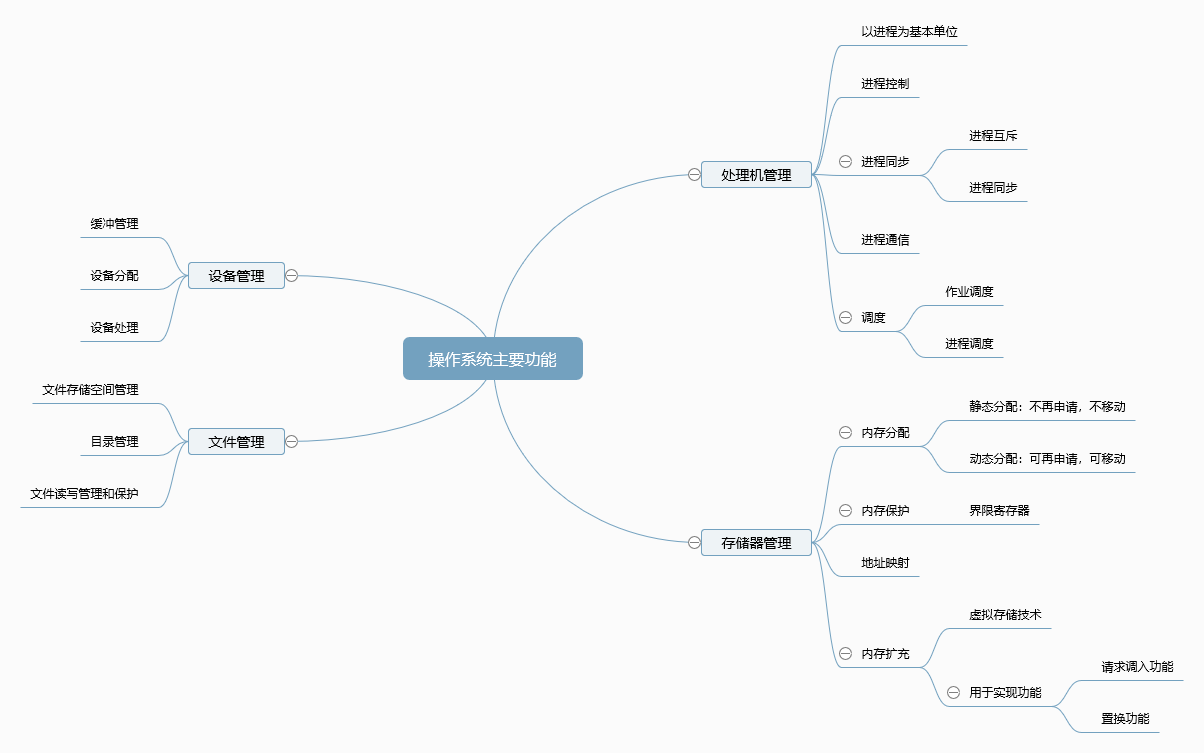 操作系统主要功能
处理机管理
以进程为基本单位
进程控制
进程同步
进程互斥
进程同步
进程通信
调度
作业调度
进程调度
存储器管理
内存分配
静态分配：不再申请，不移动
动态分配：可再申请，可移动
内存保护
界限寄存器
地址映射
内存扩充
虚拟存储技术
用于实现功能
请求调入功能
置换功能
设备管理
缓冲管理
设备分配
设备处理
文件管理
文件存储空间管理
目录管理
文件读写管理和保护